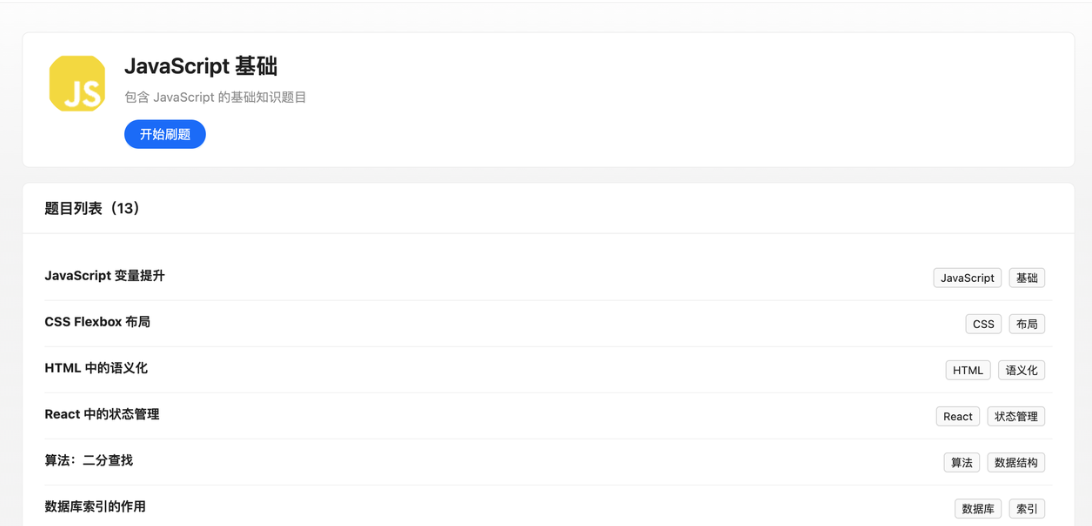 JS
JavaScript 基础
包含 JavaScript 的基础知识题目
开始刷题
题目列表（13）
JavaScript 变量提升 JavaScript 基础
CSS Flexbox 布局 CSS 布局
HTML 中的语义化 HTML 语义化
React 中的状态管理 React 状态管理
算法：二分查找 算法 数据结构
数据库索引的作用 数据库 索引